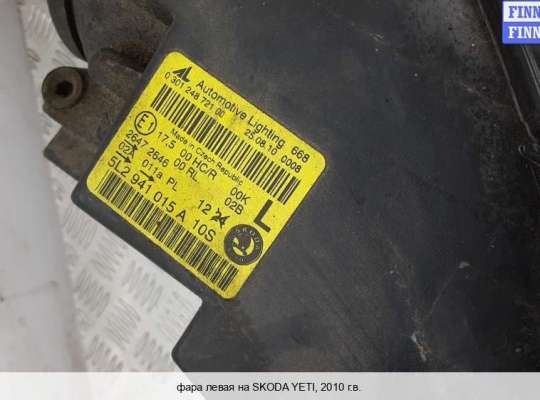 FINN
FINN
AL Automotive Lighting 668
0 301 248 721 00 25.08.10 0008
Made in Czech Republic
E1 17.5 00 HC/R 00K
2647 2646 00 RL 02B
02A 011a PL 12
5L2 941 015 A 10S
L
SKODA
фара левая на SKODA YETI, 2010 г.в.